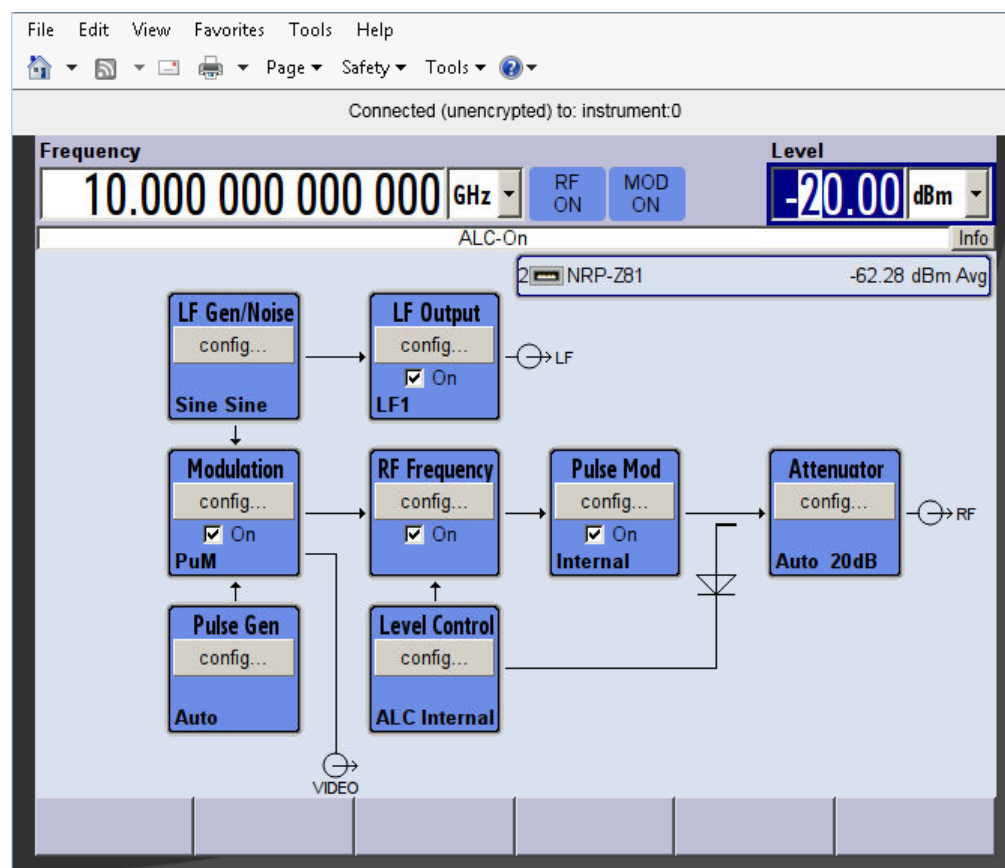 File Edit View Favorites Tools Help
Page Safety Tools
Connected (unencrypted) to: instrument:0
Frequency Level
10.000 000 000 000 GHz RF ON MOD ON -20.00 dBm
ALC-On Info
2 NRP-Z81 -62.28 dBm Avg
LF Gen/Noise LF Output
config... config...
LF
On
Sine Sine LF1
Modulation RF Frequency Pulse Mod Attenuator
config... config... config... config...
RF
On On On
PuM Internal Auto 20dB
Pulse Gen Level Control
config... config...
Auto ALC Internal
VIDEO